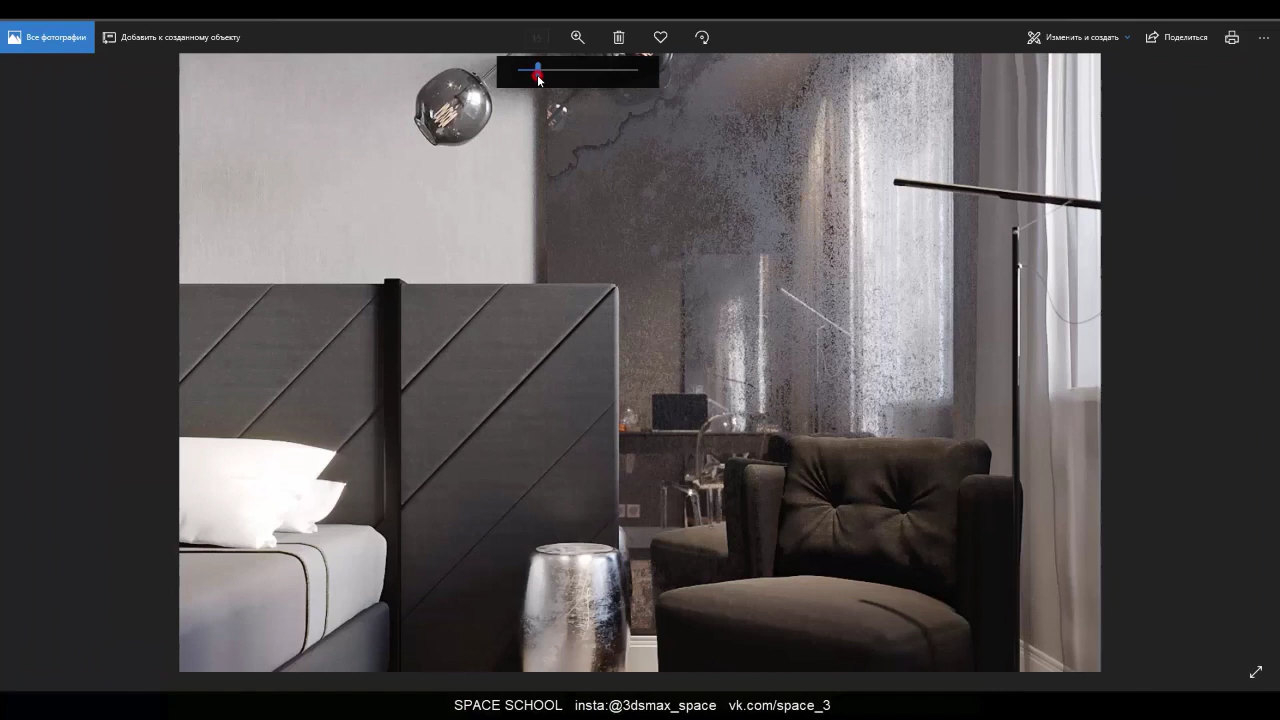 Все фотографии
Добавить к созданному объекту
Изменить и создать
Поделиться
SPACE SCHOOL insta:@3dsmax_space vk.com/space_3